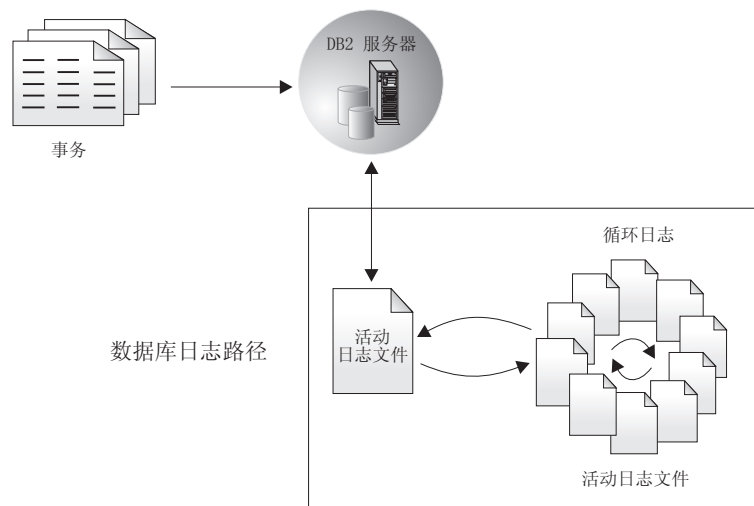 DB2 服务器
事务
循环日志
活动
日志文件
数据库日志路径
活动日志文件